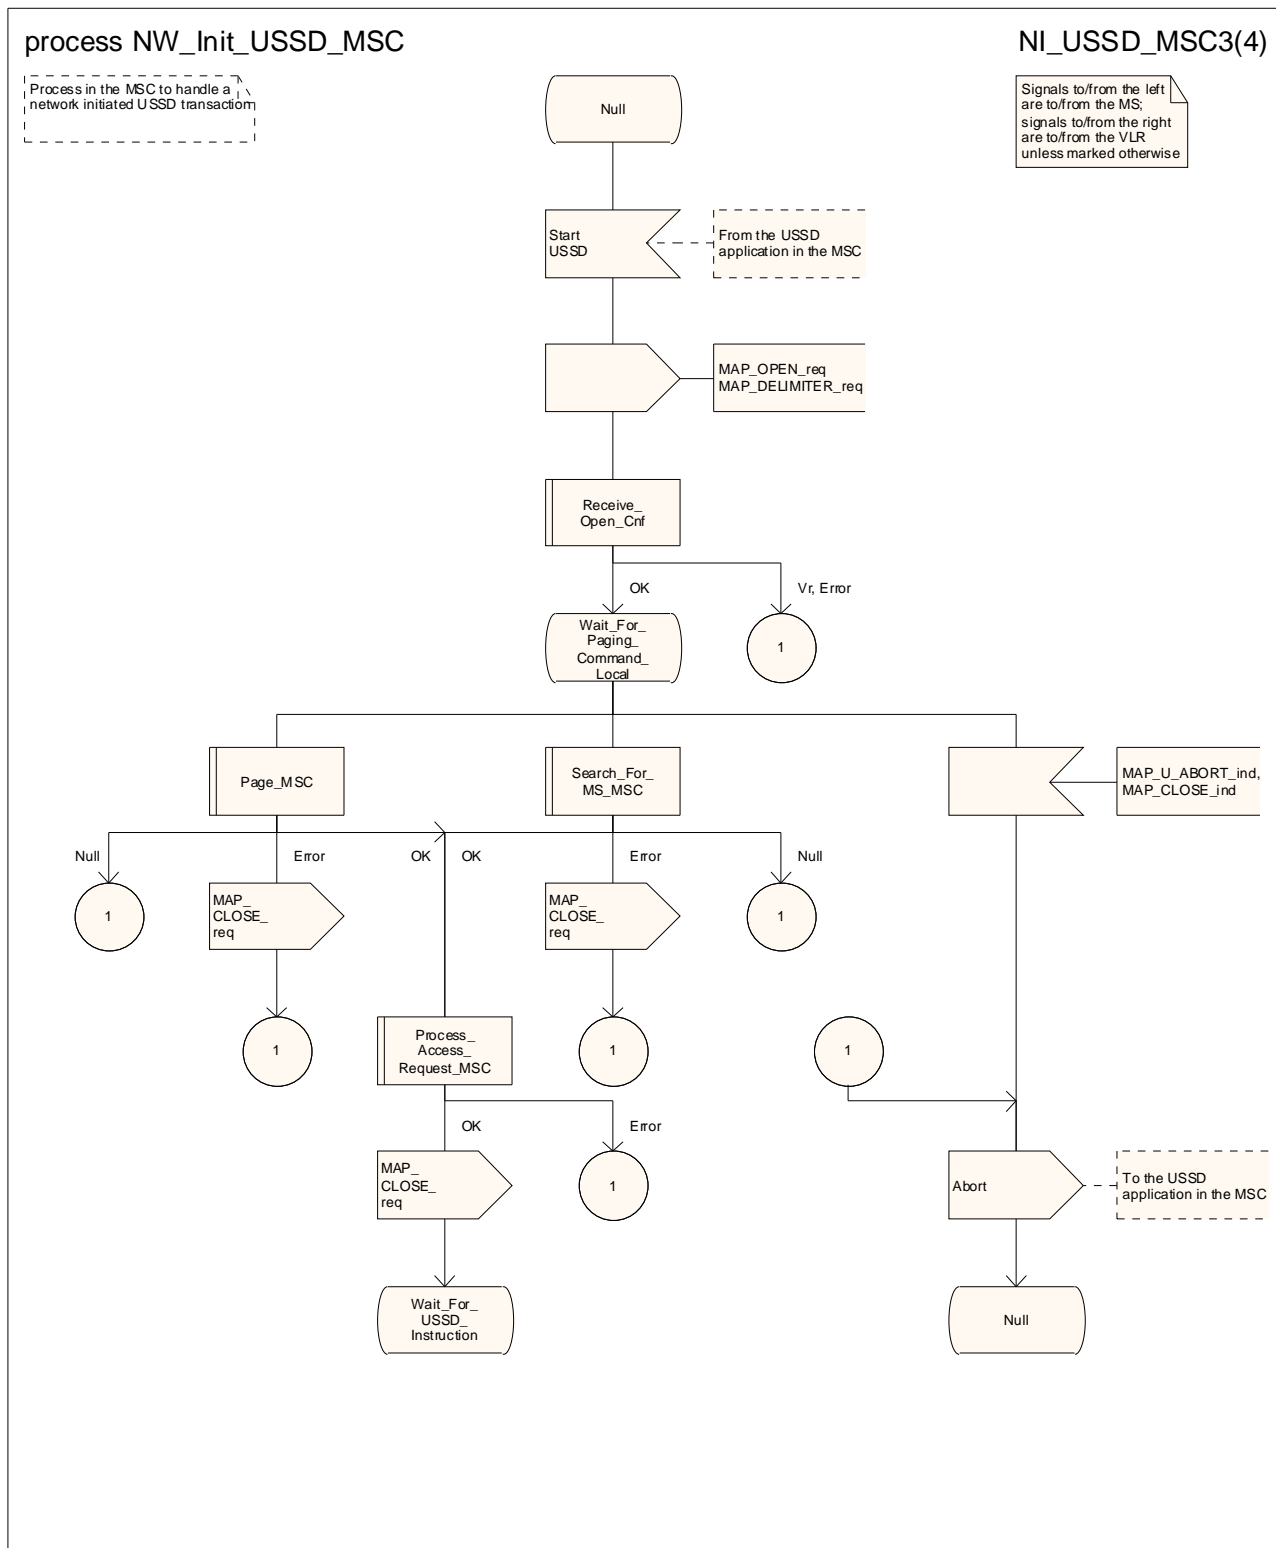 process NW_Init_USSD_MSC
NI_USSD_MSC3(4)
Process in the MSC to handle a
network initiated USSD transaction
Signals to/from the left
are to/from the MS;
signals to/from the right
are to/from the VLR
unless marked otherwise
Null
Start
USSD
From the USSD
application in the MSC
MAP_OPEN_req
MAP_DELIMITER_req
Receive_
Open_Cnf
OK
Vr, Error
Wait_For_
Paging_
Command_
Local
1
Page_MSC
Search_For_
MS_MSC
MAP_U_ABORT_ind,
MAP_CLOSE_ind
Null
Error
OK
OK
Error
Null
1
MAP_
CLOSE_
req
MAP_
CLOSE_
req
1
1
Process_
Access_
Request_MSC
1
1
OK
Error
MAP_
CLOSE_
req
1
Abort
To the USSD
application in the MSC
Wait_For_
USSD_
Instruction
Null